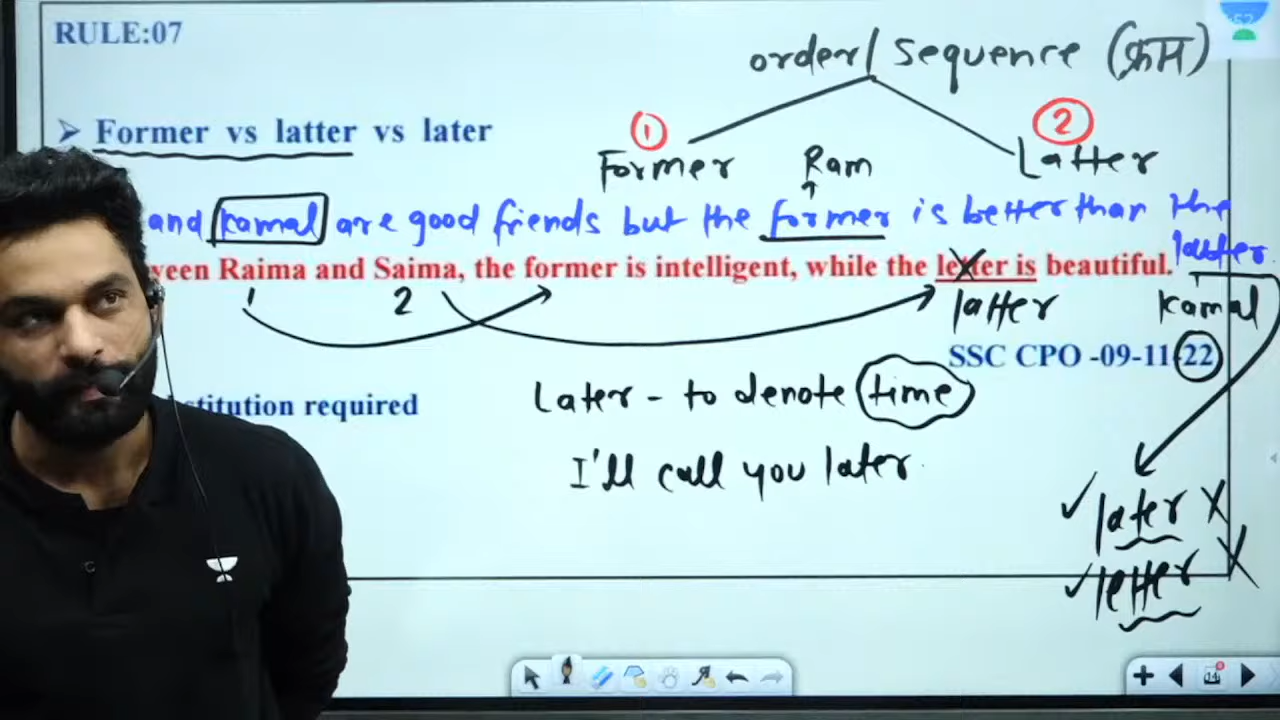 RULE:07
order/ Sequence (क्रम)
➤ Former vs latter vs later
① ②
Former Ram Latter
and Kamal are good friends but the former is better than the latter.
Raima and Saima, the former is intelligent, while the letter is beautiful.
1 2 latter Kamal
SSC CPO -09-11-22
Later - to denote time
required
I'll call you later.
✓ later X
✓ letter X
14